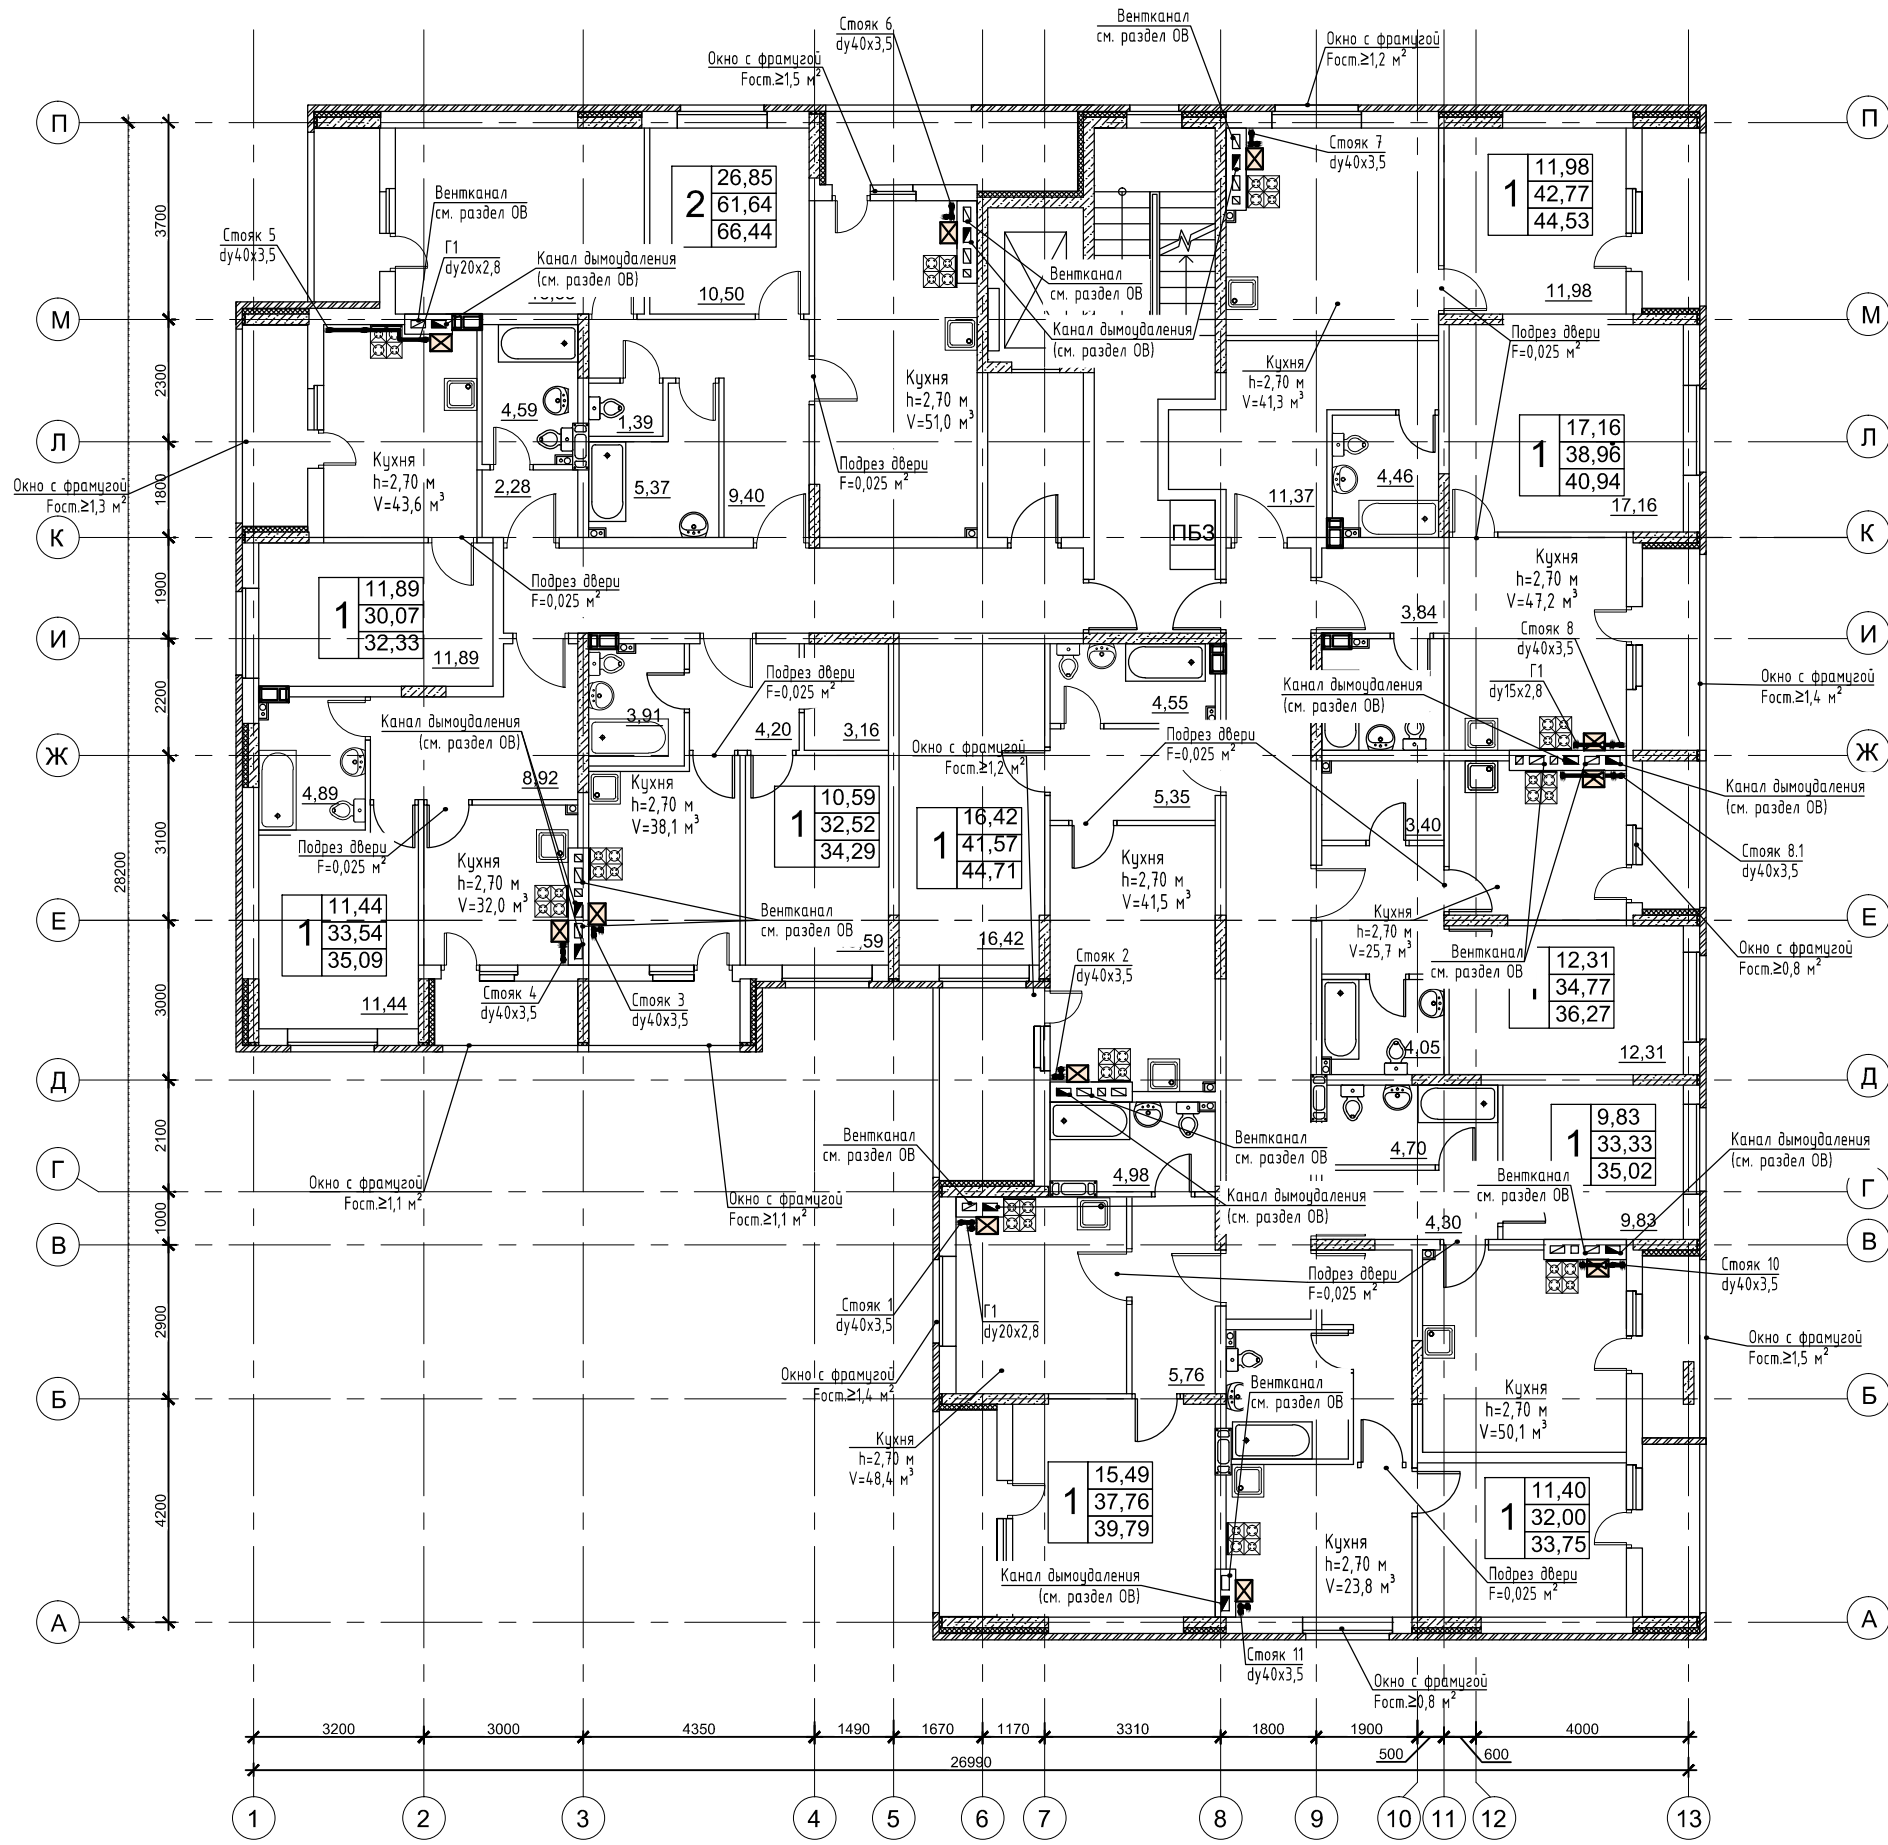 Стояк 6
dy40x3,5
Вентканал
см. раздел ОВ
Окно с фрамугой
Fост.≥1,5 м²
Окно с фрамугой
Fост.≥1,2 м²
П
П
Стояк 7
dy40x3,5
2
26,85
61,64
66,44
1
11,98
42,77
44,53
Вентканал
см. раздел ОВ
Стояк 5
dy40x3,5
Г1
dy20x2,8
Канал дымоудаления
(см. раздел ОВ)
Вентканал
см. раздел ОВ
10,50
11,98
3700
М
М
Канал дымоудаления
(см. раздел ОВ)
Подрез двери
F=0,025 м²
2300
Кухня
h=2,70 м
V=51,0 м³
Кухня
h=2,70 м
V=41,3 м³
4,59
1,39
1
17,16
38,96
40,94
Л
Л
Кухня
h=2,70 м
V=43,6 м³
Подрез двери
F=0,025 м²
Окно с фрамугой
Fост.≥1,3 м²
2,28
5,37
9,40
11,37
4,46
17,16
1800
К
К
ПБЗ
Кухня
h=2,70 м
V=47,2 м³
1
11,89
30,07
32,33
Подрез двери
F=0,025 м²
1900
3,84
И
И
Стояк 8
dy40x3,5
11,89
Г1
dy15x2,8
Подрез двери
F=0,025 м²
Канал дымоудаления
(см. раздел ОВ)
Окно с фрамугой
Fост.≥1,4 м²
2200
3,91
4,20
3,16
4,55
Канал дымоудаления
(см. раздел ОВ)
Подрез двери
F=0,025 м²
Окно с фрамугой
Fост.≥1,2 м²
Ж
Ж
4,89
8,92
Кухня
h=2,70 м
V=38,1 м³
5,35
Канал дымоудаления
(см. раздел ОВ)
1
10,59
32,52
34,29
1
16,42
41,57
44,71
3,40
3100
28200
Подрез двери
F=0,025 м²
Кухня
h=2,70 м
V=32,0 м³
Кухня
h=2,70 м
V=41,5 м³
Стояк 8.1
dy40x3,5
1
11,44
33,54
35,09
Вентканал
см. раздел ОВ
Кухня
h=2,70 м
V=25,7 м³
Е
Е
16,42
Вентканал
см. раздел ОВ
Окно с фрамугой
Fост.≥0,8 м²
Стояк 2
dy40x3,5
12,31
34,77
36,27
11,44
Стояк 4
dy40x3,5
Стояк 3
dy40x3,5
3000
4,05
12,31
Д
Д
1
9,83
33,33
35,02
2100
Вентканал
см. раздел ОВ
Вентканал
см. раздел ОВ
4,70
Канал дымоудаления
(см. раздел ОВ)
Г
Г
4,98
Вентканал
см. раздел ОВ
Окно с фрамугой
Fост.≥1,1 м²
Окно с фрамугой
Fост.≥1,1 м²
Канал дымоудаления
(см. раздел ОВ)
1000
4,30
9,83
В
В
Подрез двери
F=0,025 м²
Стояк 10
dy40x3,5
Стояк 1
dy40x3,5
Г1
dy20x2,8
2900
Окно с фрамугой
Fост.≥1,5 м²
Окно с фрамугой
Fост.≥1,4 м²
5,76
Вентканал
см. раздел ОВ
Б
Б
Кухня
h=2,70 м
V=50,1 м³
Кухня
h=2,70 м
V=48,4 м³
1
15,49
37,76
39,79
1
11,40
32,00
33,75
4200
Кухня
h=2,70 м
V=23,8 м³
Канал дымоудаления
(см. раздел ОВ)
Подрез двери
F=0,025 м²
А
А
Стояк 11
dy40x3,5
Окно с фрамугой
Fост.≥0,8 м²
3200
3000
4350
1490
1670
1170
3310
1800
1900
500
600
4000
26990
1
2
3
4
5
6
7
8
9
10
11
12
13